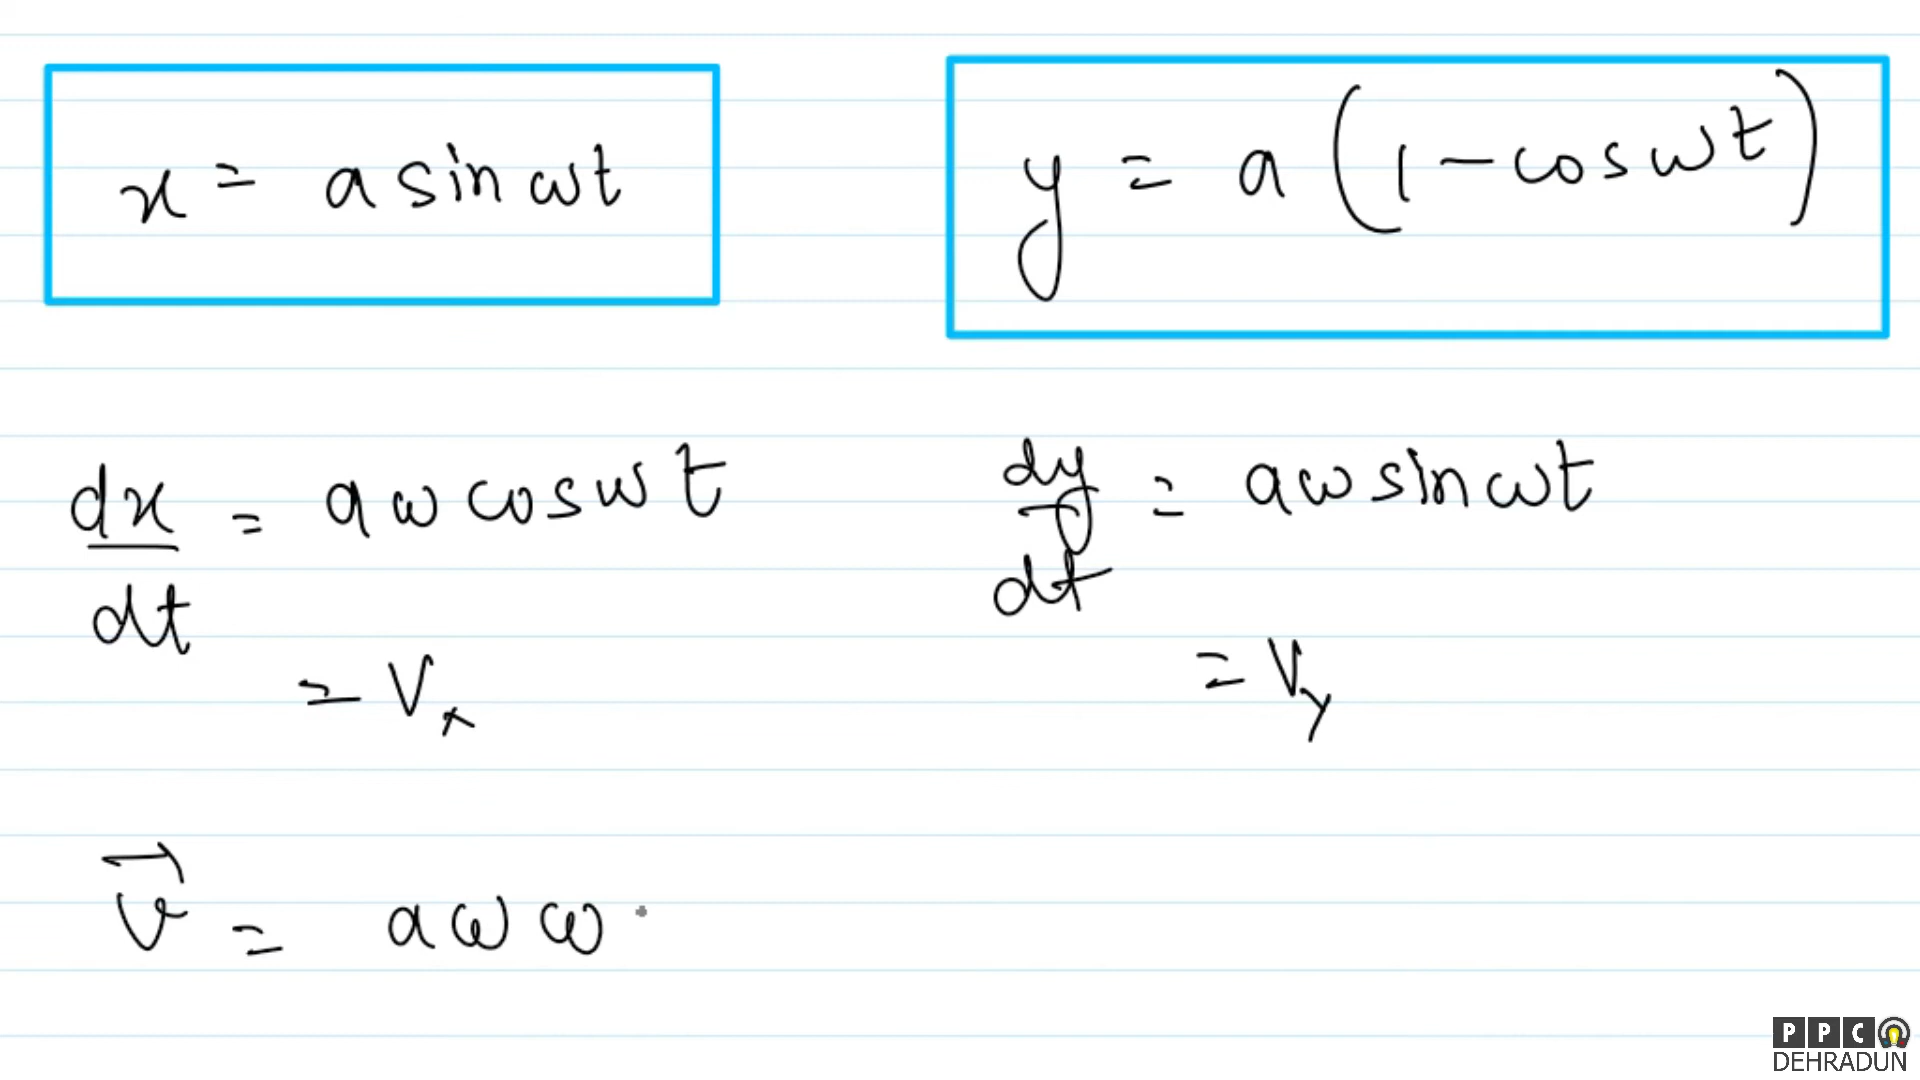 x = a sin ωt
y = a (1 - cos ωt)
dx/dt = aω cos ωt
= Vx
dy/dt = aω sin ωt
= Vy
v⃗ = aω ω
PPC
DEHRADUN